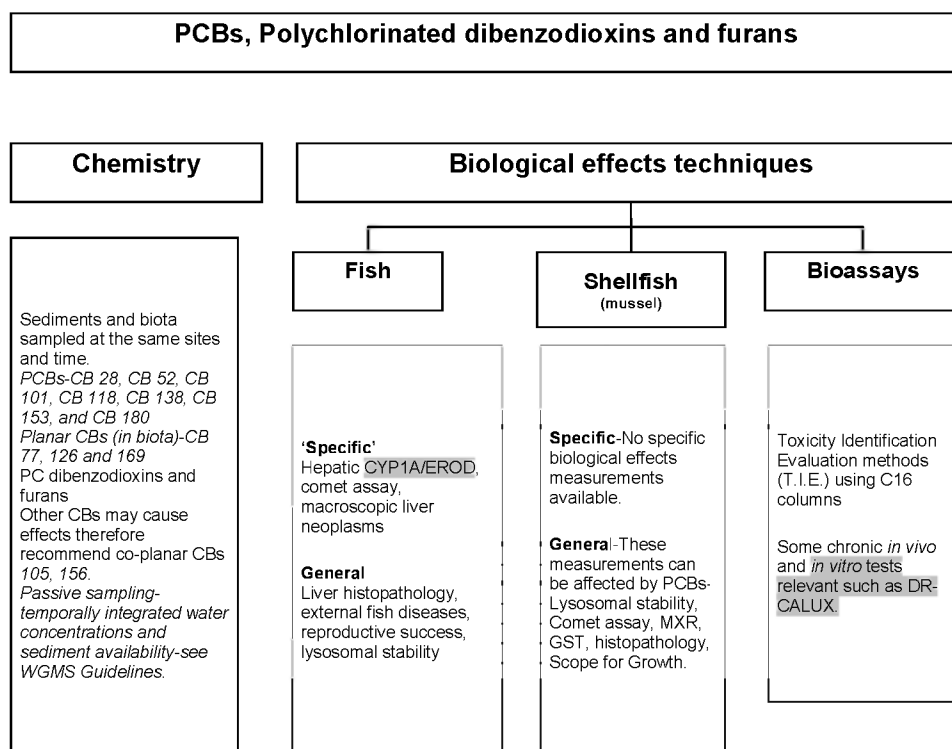 PCBs, Polychlorinated dibenzodioxins and furans
Chemistry
Biological effects techniques
Fish
Shellfish
(mussel)
Bioassays
Sediments and biota
sampled at the same sites
and time.
PCBs-CB 28, CB 52, CB
101, CB 118, CB 138, CB
153, and CB 180
Planar CBs (in biota)-CB
77, 126 and 169
PC dibenzodioxins and
furans
Other CBs may cause
effects therefore
recommend co-planar CBs
105, 156.
Passive sampling-
temporally integrated water
concentrations and
sediment availability-see
WGMS Guidelines.
‘Specific’
Hepatic CYP1A/EROD,
comet assay,
macroscopic liver
neoplasms
General
Liver histopathology,
external fish diseases,
reproductive success,
lysosomal stability
Specific-No specific
biological effects
measurements
available.
General-These
measurements can
be affected by PCBs-
Lysosomal stability,
Comet assay, MXR,
GST, histopathology,
Scope for Growth.
Toxicity Identification
Evaluation methods
(T.I.E.) using C16
columns
Some chronic in vivo
and in vitro tests
relevant such as DR-
CALUX.